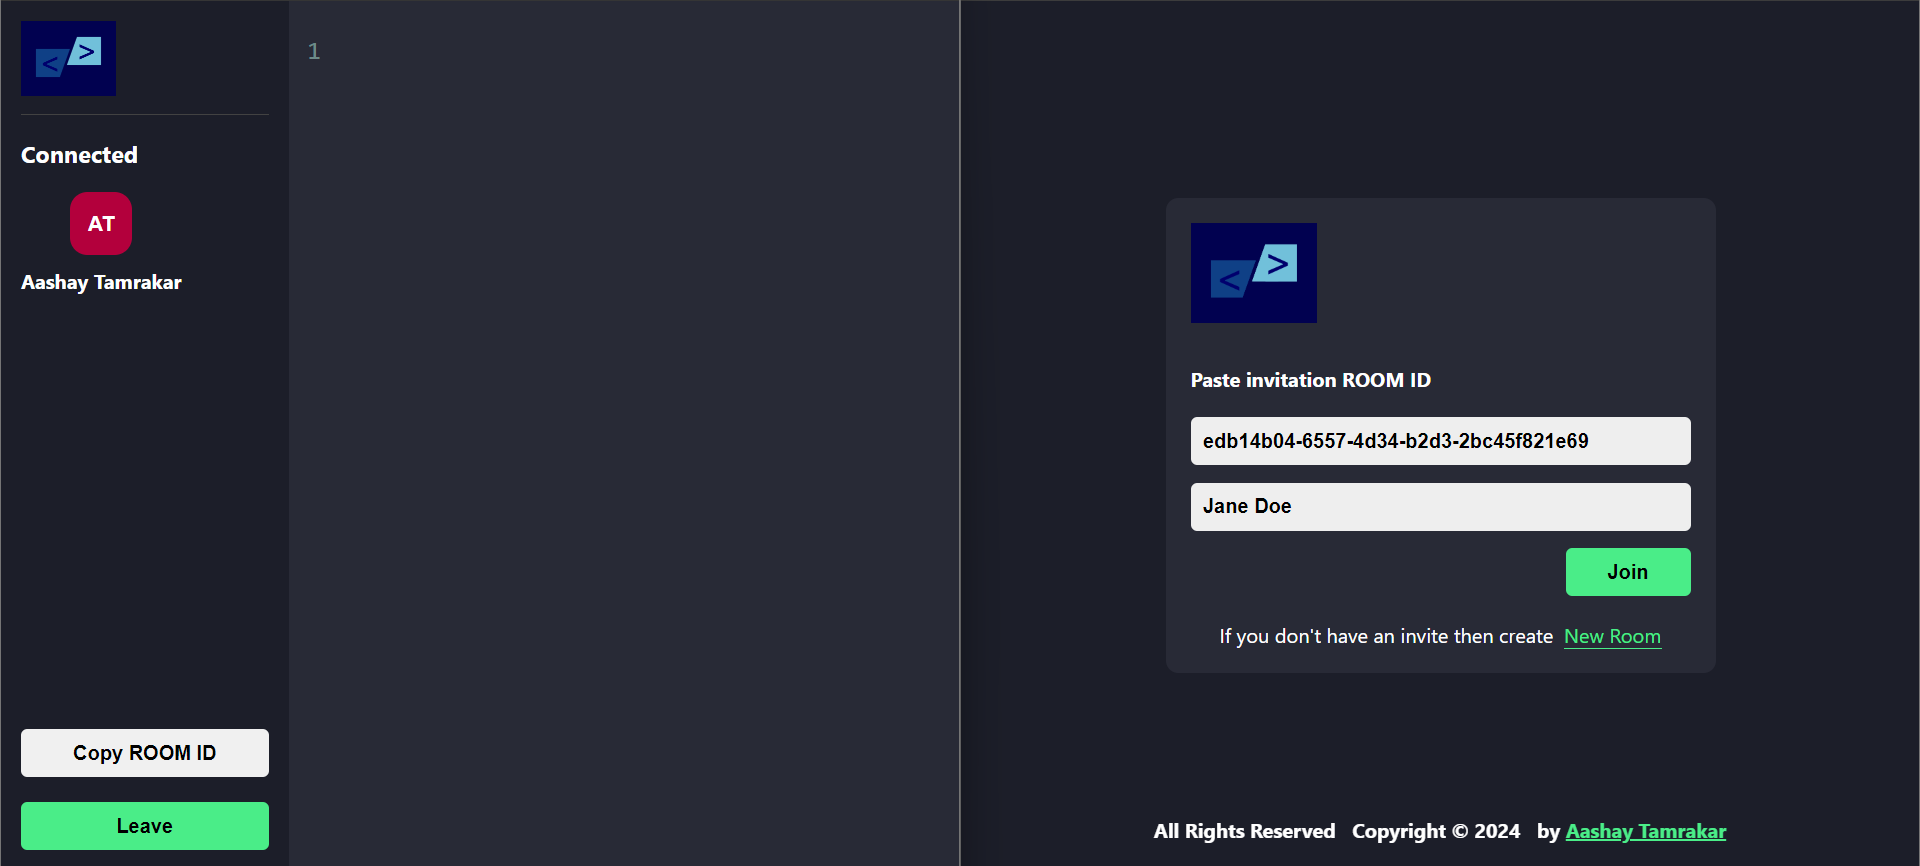 < >
Connected
AT
Aashay Tamrakar
Copy ROOM ID
Leave
1
< >
Paste invitation ROOM ID
edb14b04-6557-4d34-b2d3-2bc45f821e69
Jane Doe
Join
If you don't have an invite then create New Room
All Rights Reserved Copyright © 2024 by Aashay Tamrakar